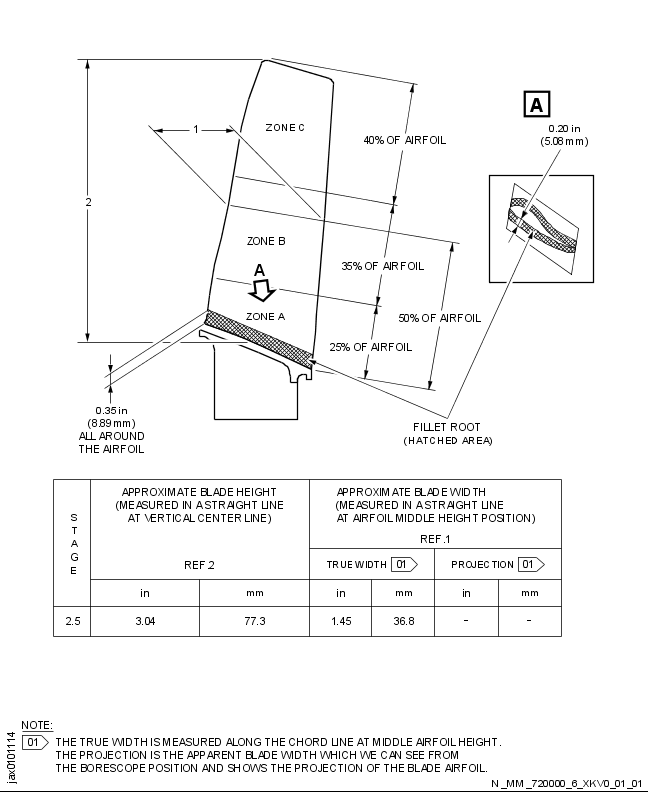 A
0.20 in
(5.08 mm)
ZONE C
1
40% OF AIRFOIL
2
ZONE B
A
35% OF AIRFOIL
ZONE A
50% OF AIRFOIL
25% OF AIRFOIL
0.35 in
(8.89 mm)
ALL AROUND
THE AIRFOIL
FILLET ROOT
(HATCHED AREA)
STAGE
APPROXIMATE BLADE HEIGHT
(MEASURED IN A STRAIGHT LINE
AT VERTICAL CENTER LINE)
REF.2
APPROXIMATE BLADE WIDTH
(MEASURED IN A STRAIGHT LINE
AT AIRFOIL MIDDLE HEIGHT POSITION)
REF.1
TRUE WIDTH 01 PROJECTION 01
in mm in mm in mm
2.5 3.04 77.3 1.45 36.8 – –
NOTE:
01 THE TRUE WIDTH IS MEASURED ALONG THE CHORD LINE AT MIDDLE AIRFOIL HEIGHT.
THE PROJECTION IS THE APPARENT BLADE WIDTH WHICH WE CAN SEE FROM
THE BORESCOPE POSITION AND SHOWS THE PROJECTION OF THE BLADE AIRFOIL.
jax0101114
N_MM_720000_6_XKV0_01_01